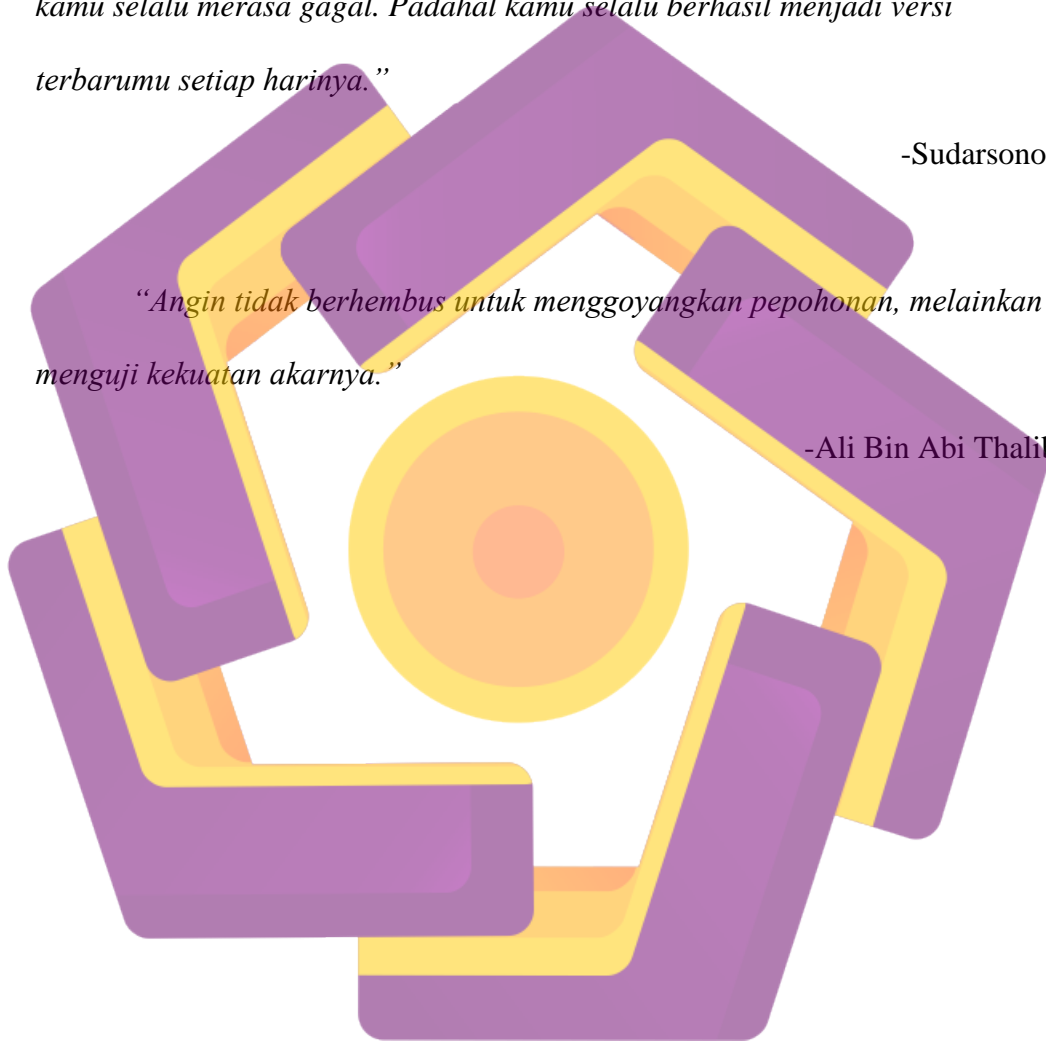 kamu selalu merasa gagal. Padahal kamu selalu berhasil menjadi versi
terbarumu setiap harinya.”
-Sudarsono
“Angin tidak berhembus untuk menggoyangkan pepohonan, melainkan
menguji kekuatan akarnya.”
-Ali Bin Abi Thalib